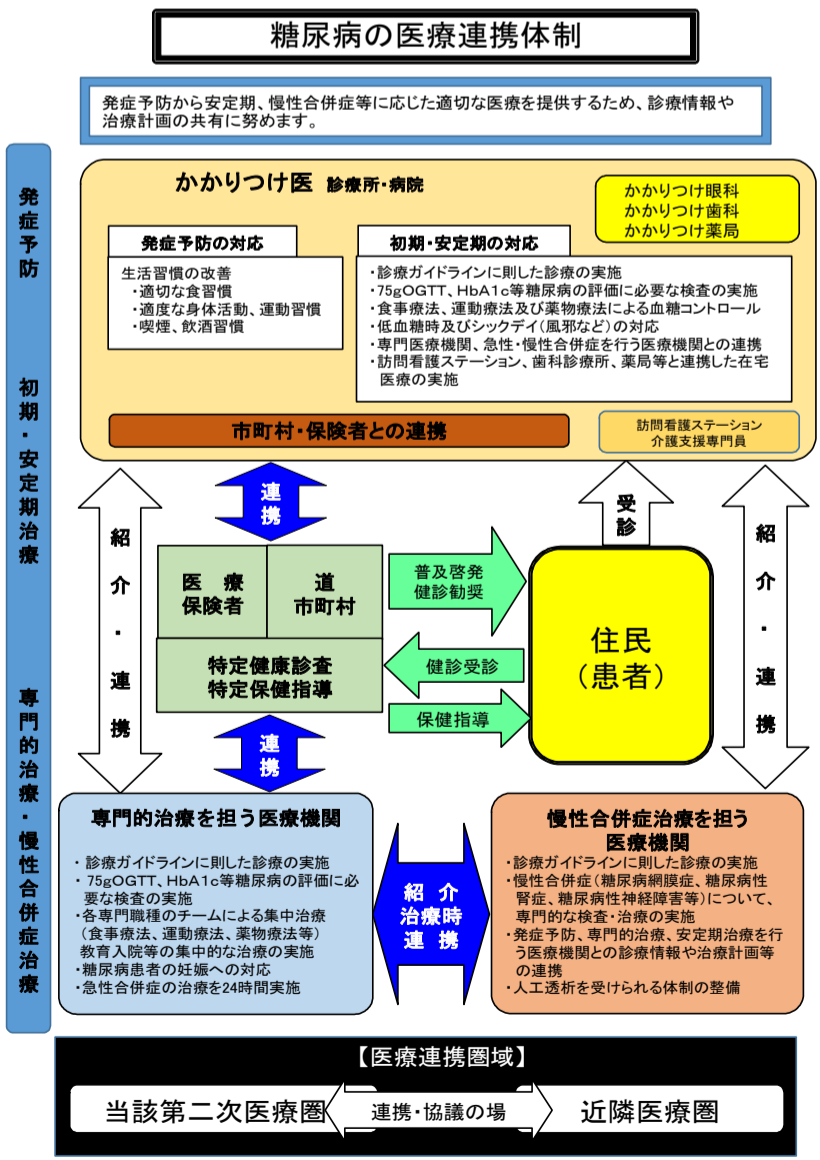 糖尿病の医療連携体制
発症予防から安定期、慢性合併症等に応じた適切な医療を提供するため、診療情報や
治療計画の共有に努めます。
発症予防
初期・安定期治療
専門的治療・慢性合併症治療
かかりつけ医 診療所・病院
かかりつけ眼科
かかりつけ歯科
かかりつけ薬局
発症予防の対応
生活習慣の改善
・適切な食習慣
・適度な身体活動、運動習慣
・喫煙、飲酒習慣
初期・安定期の対応
・診療ガイドラインに則した診療の実施
・75gOGTT、HbA1c等糖尿病の評価に必要な検査の実施
・食事療法、運動療法及び薬物療法による血糖コントロール
・低血糖時及びシックデイ(風邪など)の対応
・専門医療機関、急性・慢性合併症を行う医療機関との連携
・訪問看護ステーション、歯科診療所、薬局等と連携した在宅
医療の実施
市町村・保険者との連携
訪問看護ステーション
介護支援専門員
紹介・連携
連携
受診
紹介・連携
医 療
保険者
道
市町村
特定健康診査
特定保健指導
普及啓発
健診勧奨
健診受診
保健指導
住民
(患者)
連携
専門的治療を担う医療機関
・ 診療ガイドラインに則した診療の実施
・ 75gOGTT、HbA1c等糖尿病の評価に必
要な検査の実施
・各専門職種のチームによる集中治療
(食事療法、運動療法、薬物療法等)
教育入院等の集中的な治療の実施
・糖尿病患者の妊娠への対応
・急性合併症の治療を24時間実施
紹 介
治療時
連 携
慢性合併症治療を担う
医療機関
・診療ガイドラインに則した診療の実施
・慢性合併症(糖尿病網膜症、糖尿病性
腎症、糖尿病性神経障害等)について、
専門的な検査・治療の実施
・発症予防、専門的治療、安定期治療を行
う医療機関との診療情報や治療計画等
の連携
・人工透析を受けられる体制の整備
【医療連携圏域】
当該第二次医療圏
連携・協議の場
近隣医療圏